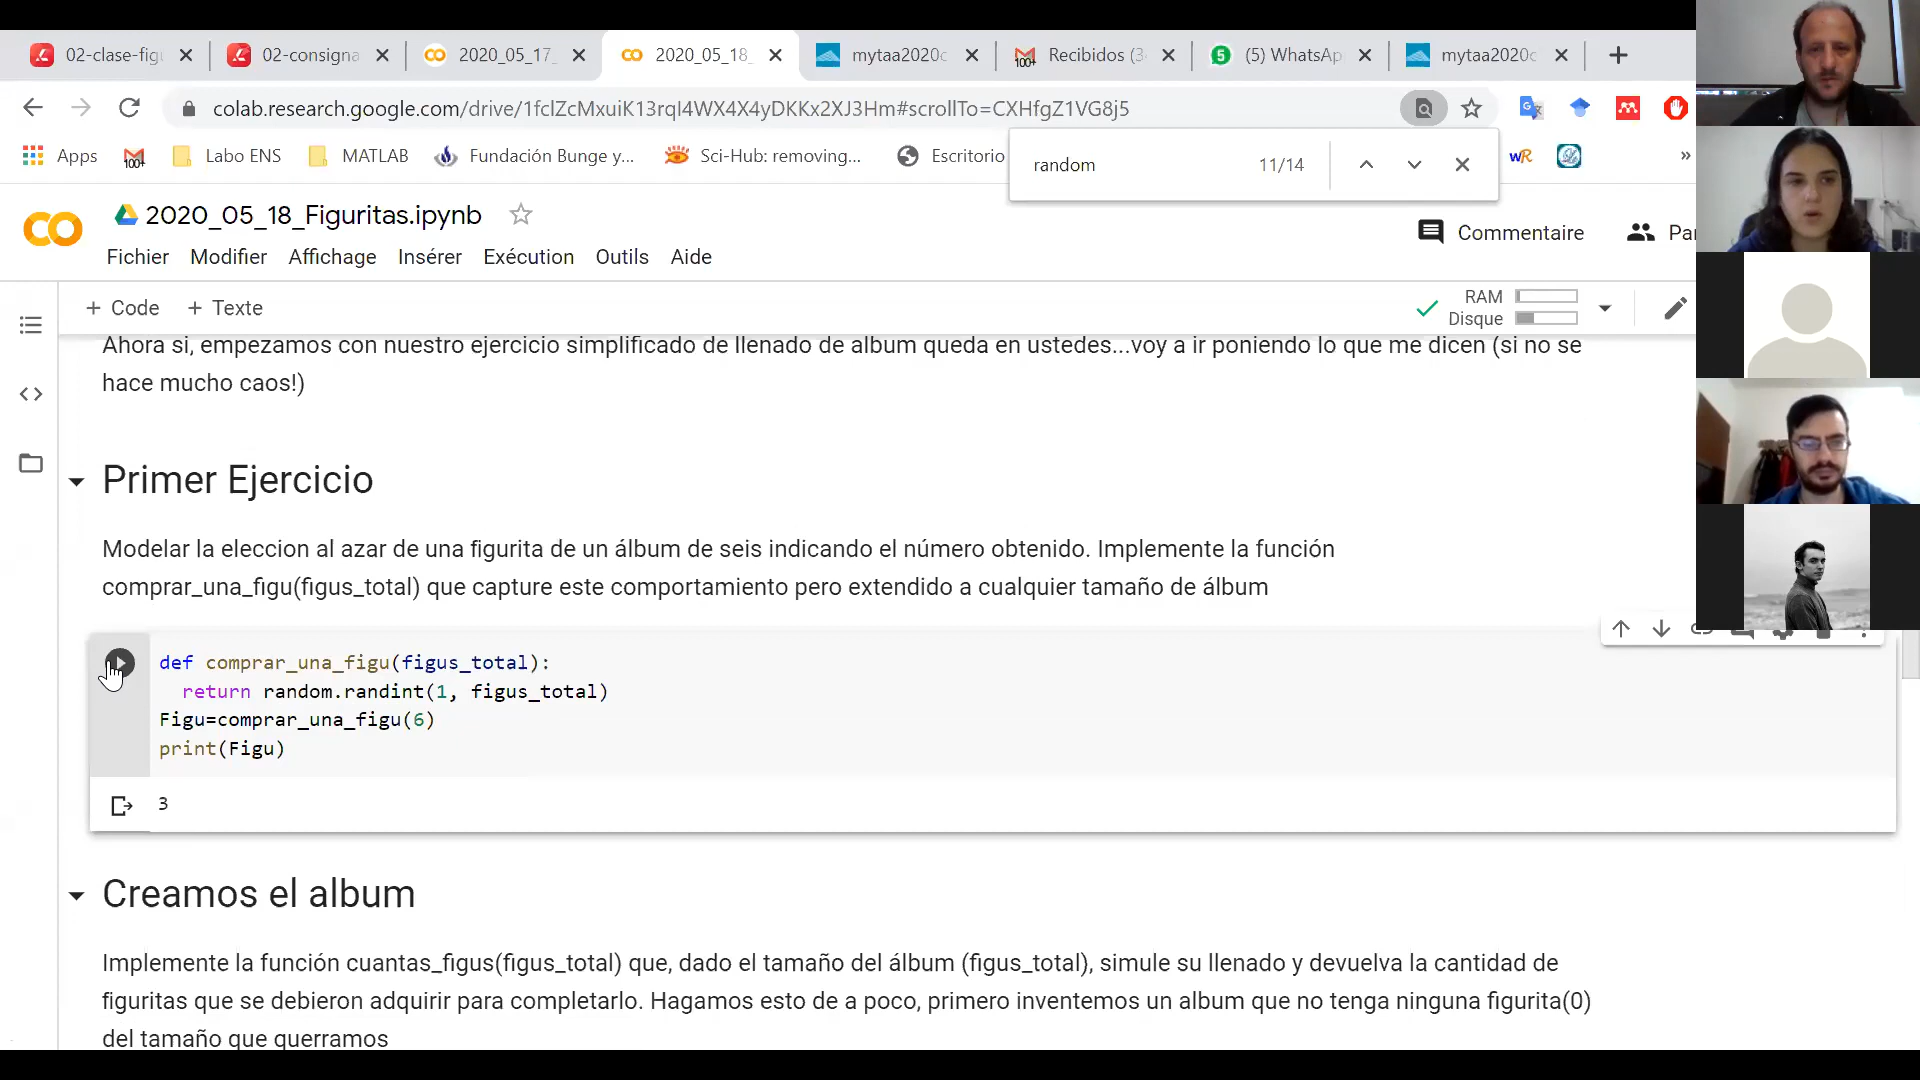 02-clase-figu
02-consigna
2020_05_17_
2020_05_18_
mytaa2020c
100+
Recibidos (3
5
(5) WhatsAp
mytaa2020c
colab.research.google.com/drive/1fclZcMxuiK13rqI4WX4X4yDKKx2XJ3Hm#scrollTo=CXHfgZ1VG8j5
Apps
100+
Labo ENS
MATLAB
Fundación Bunge y...
Sci-Hub: removing...
Escritorio
random
11/14
wR
»
2020_05_18_Figuritas.ipynb
Commentaire
Par
Fichier Modifier Affichage Insérer Exécution Outils Aide
+ Code + Texte
RAM
Disque
Ahora si, empezamos con nuestro ejercicio simplificado de llenado de album queda en ustedes...voy a ir poniendo lo que me dicen (si no se
hace mucho caos!)
Primer Ejercicio
Modelar la eleccion al azar de una figurita de un álbum de seis indicando el número obtenido. Implemente la función
comprar_una_figu(figus_total) que capture este comportamiento pero extendido a cualquier tamaño de álbum
def comprar_una_figu(figus_total):
return random.randint(1, figus_total)
Figu=comprar_una_figu(6)
print(Figu)
3
Creamos el album
Implemente la función cuantas_figus(figus_total) que, dado el tamaño del álbum (figus_total), simule su llenado y devuelva la cantidad de
figuritas que se debieron adquirir para completarlo. Hagamos esto de a poco, primero inventemos un album que no tenga ninguna figurita(0)
del tamaño que querramos